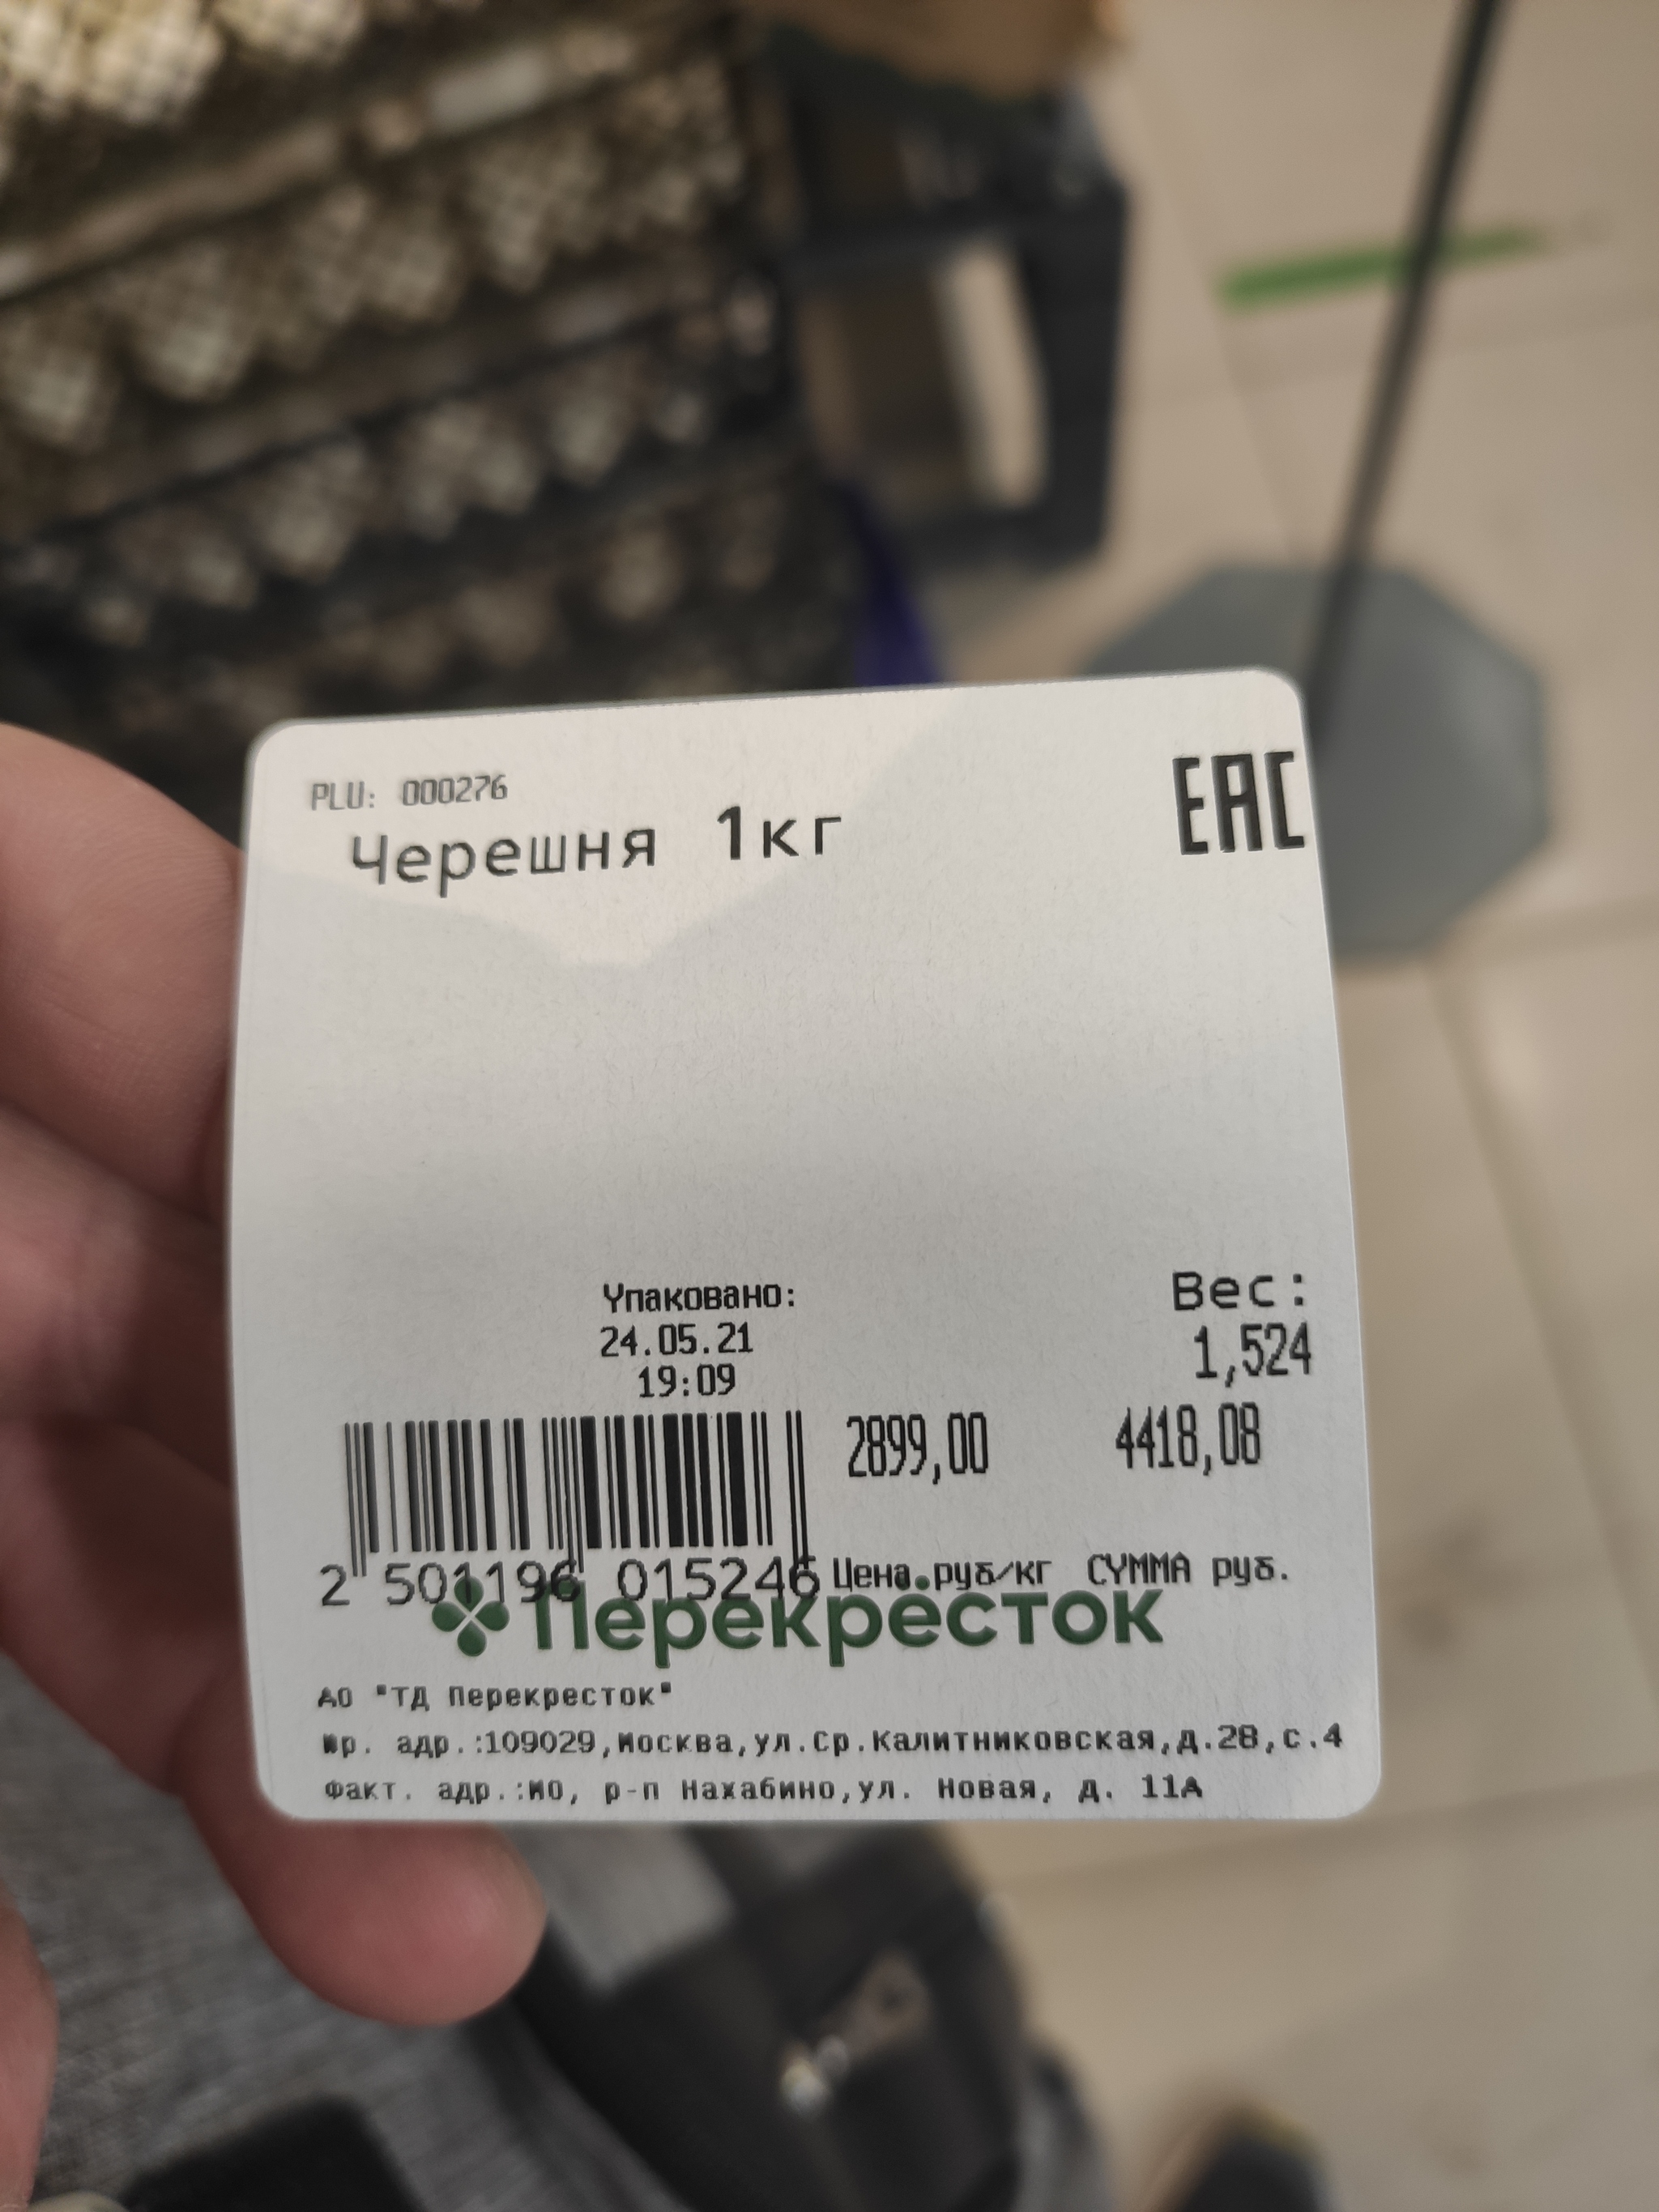 PLU: 000276
Черешня 1кг
EAC
Упаковано:
24.05.21
19:09
Вес:
1,524
2899,00 4418,08
2 501196 015246
Цена.руб/кг СУММА руб.
Перекрёсток
АО "ТД Перекресток"
Юр. адр.:109029,Москва,ул.Ср.Калитниковская,д.28,с.4
Факт. адр.:МО, р-п Нахабино,ул. Новая, д. 11А